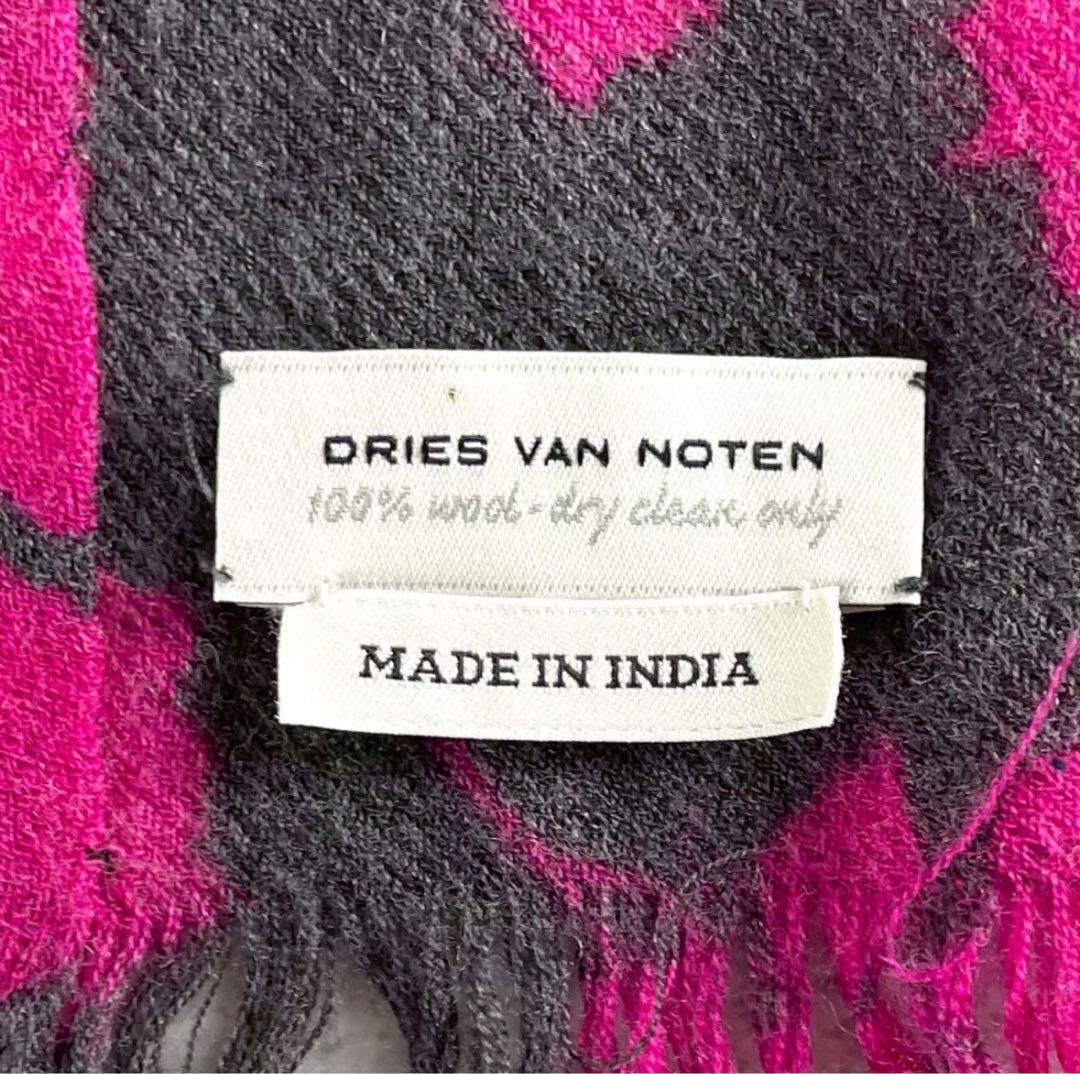 DRIES VAN NOTEN
100% wool-dry clean only
MADE IN INDIA